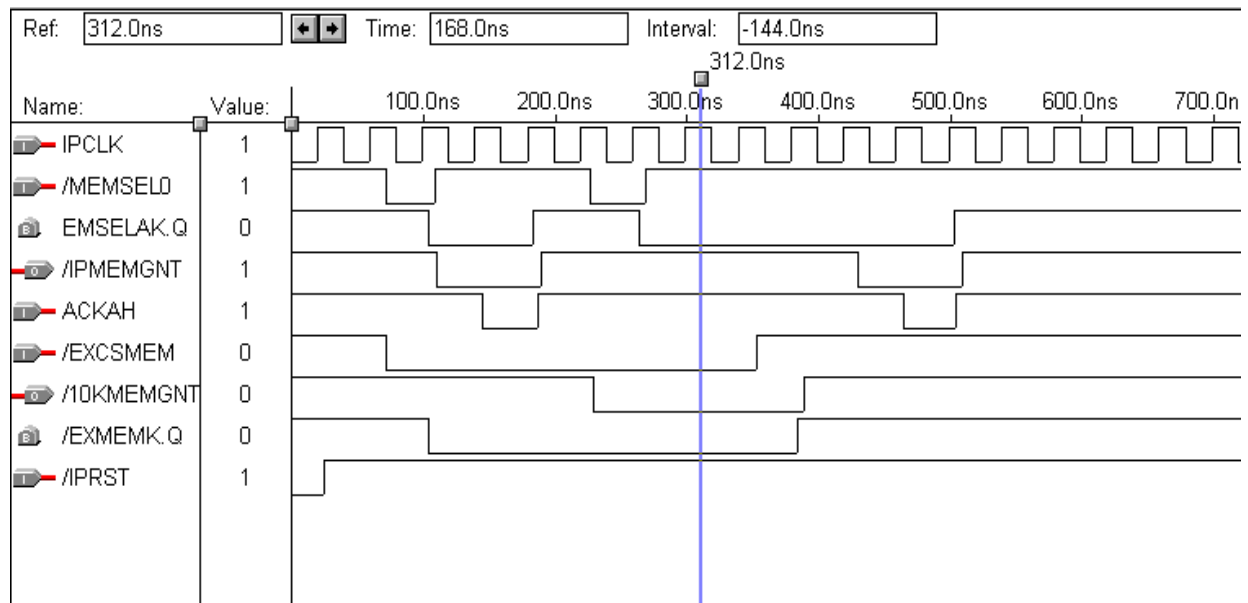 Ref: 312.0ns Time: 168.0ns Interval: -144.0ns
312.0ns
Name: Value: 100.0ns 200.0ns 300.0ns 400.0ns 500.0ns 600.0ns 700.0n
I IPCLK 1
I /MEMSEL0 1
B EMSELAK.Q 0
O /IPMEMGNT 1
I ACKAH 1
I /EXCSMEM 0
O /10KMEMGNT 0
B /EXMEMK.Q 0
I /IPRST 1